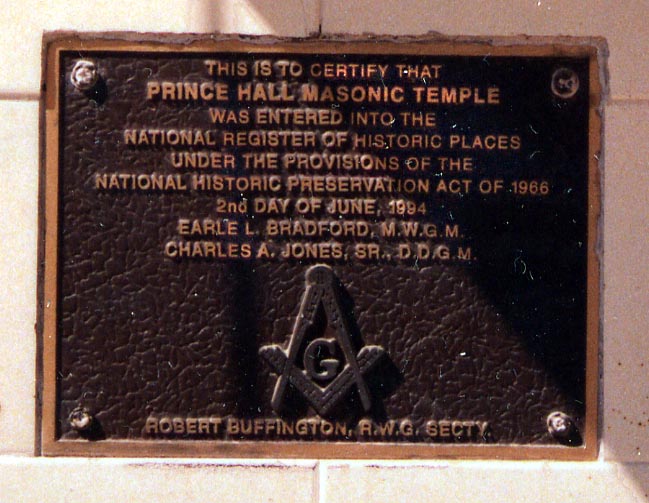 THIS IS TO CERTIFY THAT
PRINCE HALL MASONIC TEMPLE
WAS ENTERED INTO THE
NATIONAL REGISTER OF HISTORIC PLACES
UNDER THE PROVISIONS OF THE
NATIONAL HISTORIC PRESERVATION ACT OF 1966
2nd DAY OF JUNE, 1994
EARLE L. BRADFORD, M.W.G.M.
CHARLES A. JONES, SR., D.D.G.M.
G
ROBERT BUFFINGTON, R.W.G. SECTY.